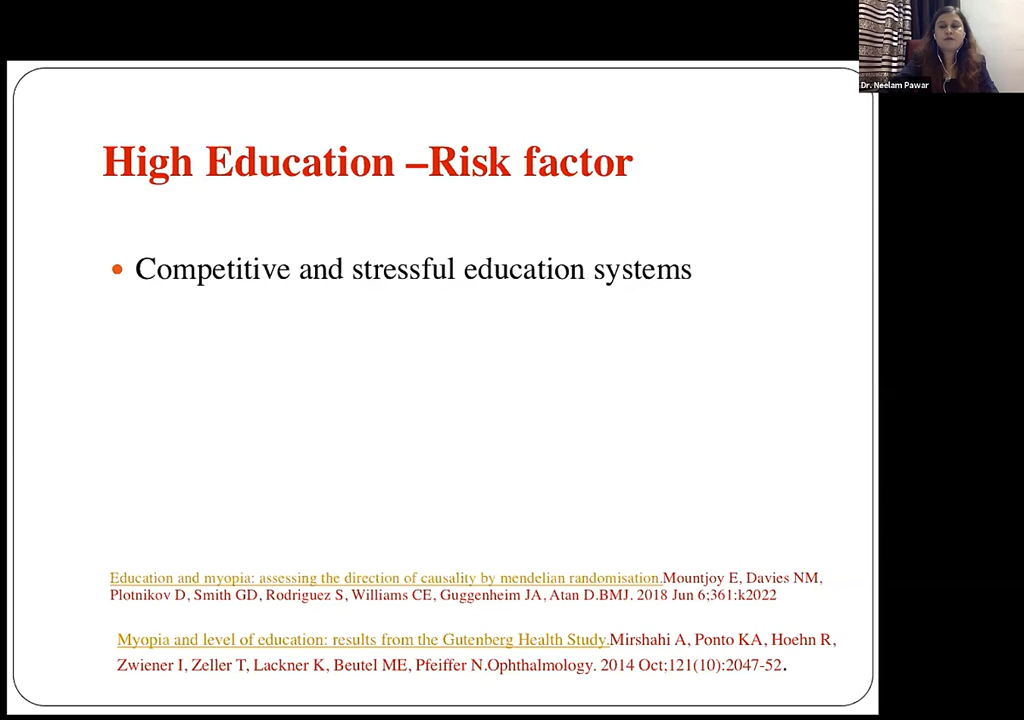 Dr. Neelam Pawar
High Education –Risk factor
• Competitive and stressful education systems
Education and myopia: assessing the direction of causality by mendelian randomisation.Mountjoy E, Davies NM,
Plotnikov D, Smith GD, Rodriguez S, Williams CE, Guggenheim JA, Atan D.BMJ. 2018 Jun 6;361:k2022
Myopia and level of education: results from the Gutenberg Health Study.Mirshahi A, Ponto KA, Hoehn R,
Zwiener I, Zeller T, Lackner K, Beutel ME, Pfeiffer N.Ophthalmology. 2014 Oct;121(10):2047-52.